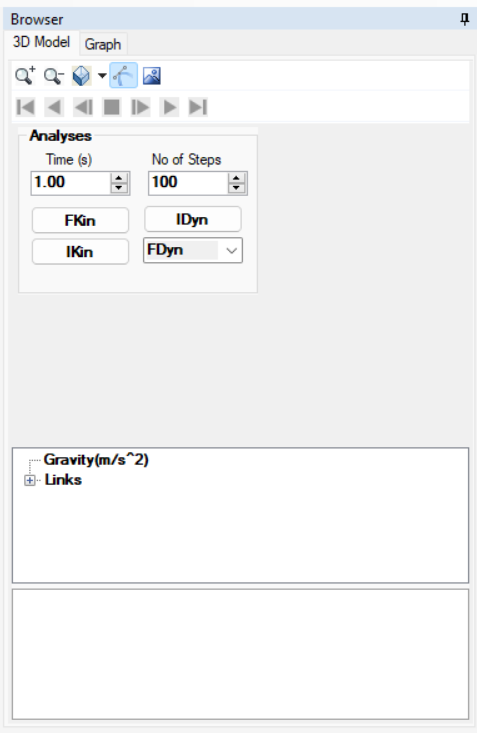 Browser
3D Model Graph
Analyses
Time (s) No of Steps
1.00 100
FKin IDyn
IKin FDyn
Gravity(m/s^2)
Links